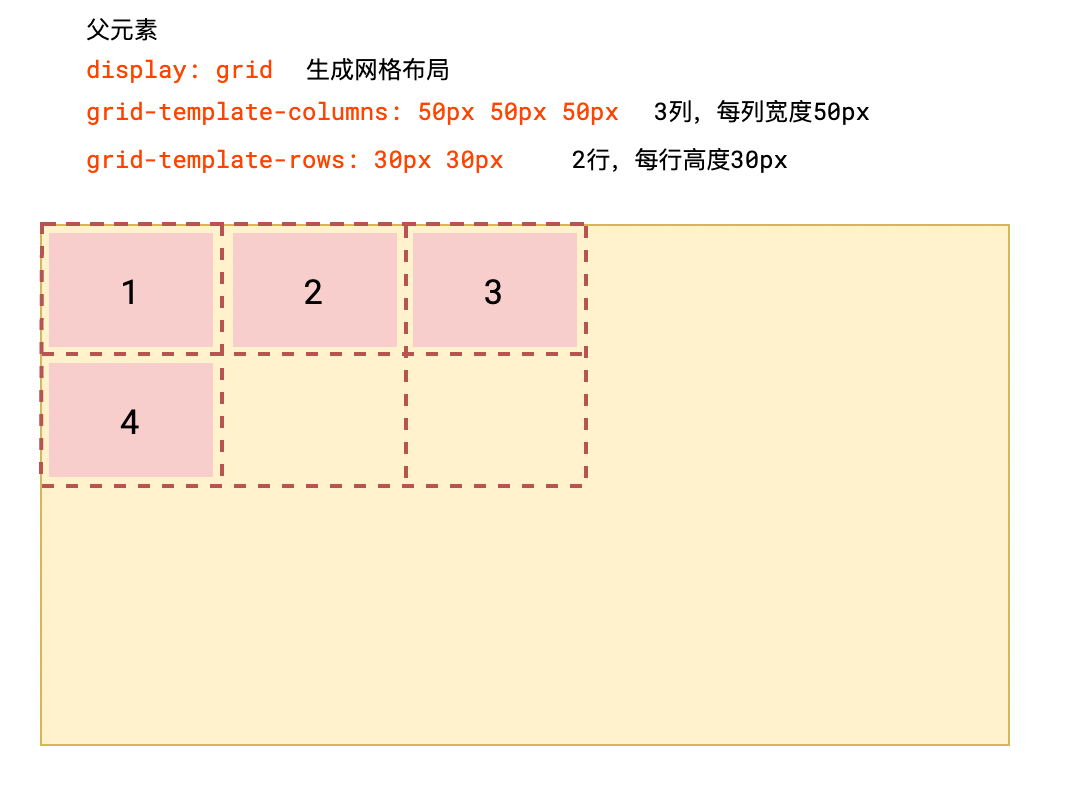 父元素
display: grid 生成网格布局
grid-template-columns: 50px 50px 50px 3列，每列宽度50px
grid-template-rows: 30px 30px 2行，每行高度30px
1 2 3
4